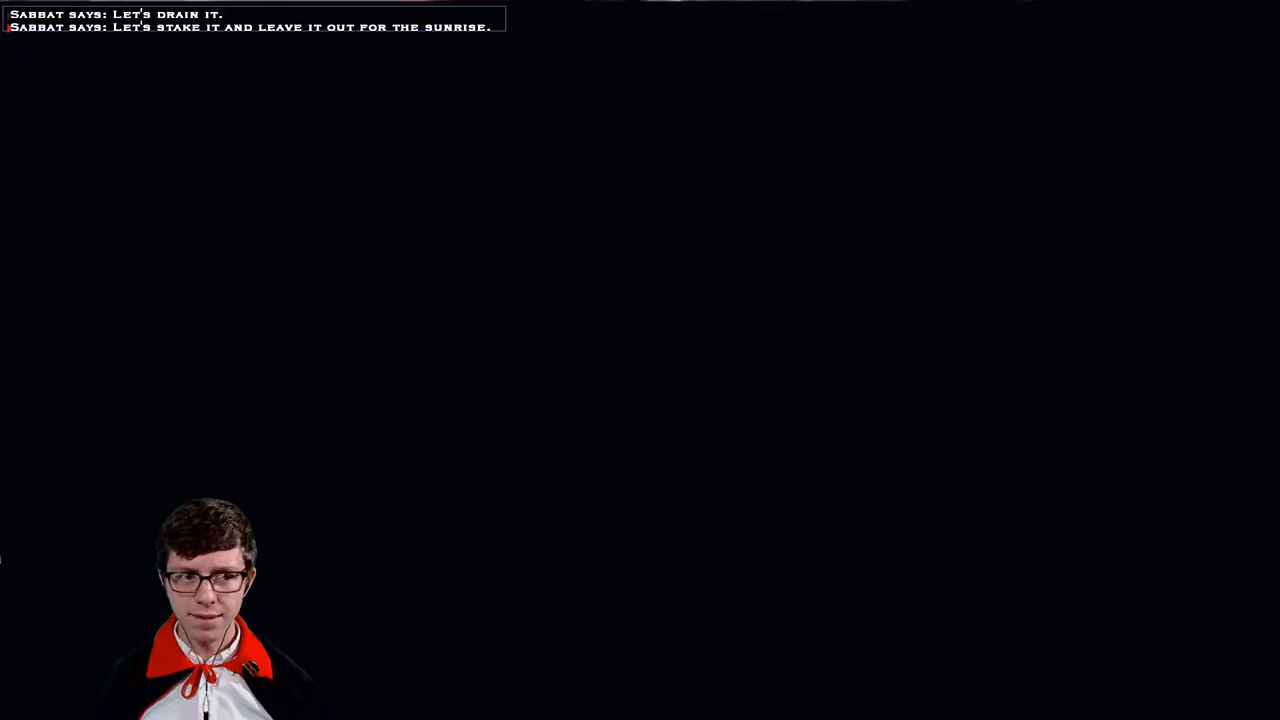 Sabbat says: Let's drain it.
Sabbat says: Let's stake it and leave it out for the sunrise.